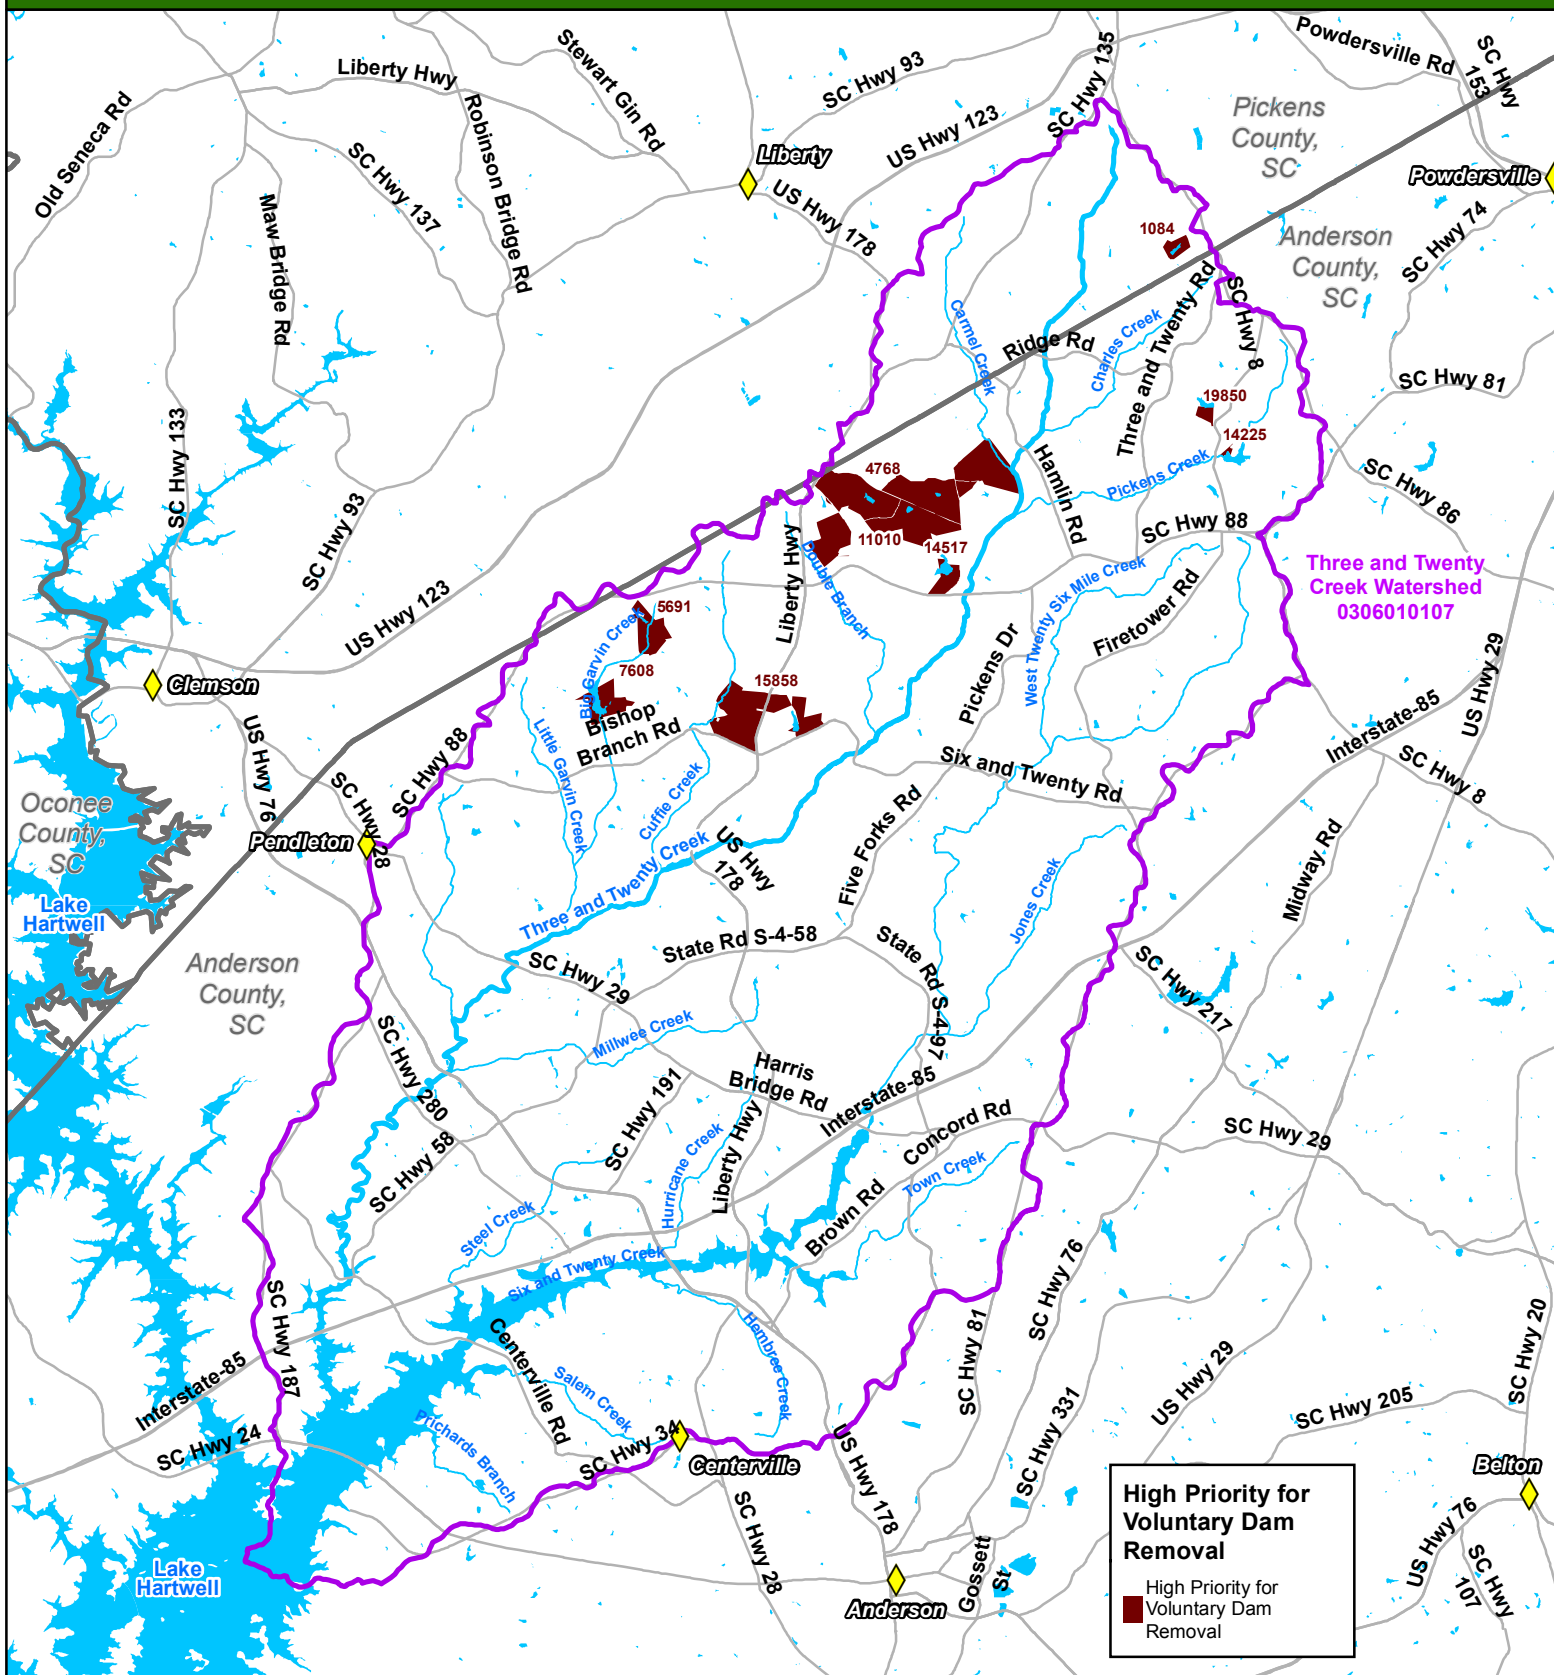 Stewart Gin Rd
Liberty Hwy
SC Hwy 93
SC Hwy 135
Powdersville Rd
SC Hwy
153
Old Seneca Rd
Robinson Bridge Rd
US Hwy 123
Pickens
County,
SC
Liberty
Powdersville
SC Hwy 137
US Hwy 178
Maw Bridge Rd
1084
Anderson
County,
SC
SC Hwy 74
Carmel Creek
Ridge Rd
Charles Creek
Three and Twenty Rd
SC Hwy 8
SC Hwy 81
19850
14225
SC Hwy 133
4768
Hamlin Rd
Pickens Creek
SC Hwy 86
SC Hwy 93
11010
14517
SC Hwy 88
Liberty Hwy
Double Branch
Three and Twenty
Creek Watershed
0306010107
US Hwy 123
5691
Big Garvin Creek
West Twenty Six Mile Creek
Firetower Rd
Pickens Dr
US Hwy 29
Clemson
7608
15858
Bishop
Branch Rd
Interstate-85
US Hwy 76
SC Hwy 28
SC Hwy 88
Little Garvin Creek
Cuffie Creek
Six and Twenty Rd
SC Hwy 8
Oconee
County,
SC
Pendleton
US Hwy
178
Five Forks Rd
Midway Rd
Lake
Hartwell
Three and Twenty Creek
Jones Creek
State Rd S-4-58
State Rd S-4-97
Anderson
County,
SC
SC Hwy 29
SC Hwy 217
Millwee Creek
SC Hwy 280
Harris
Bridge Rd
Interstate-85
SC Hwy 191
Concord Rd
SC Hwy 29
SC Hwy 58
Hurricane Creek
Liberty Hwy
Town Creek
Steel Creek
Brown Rd
Six and Twenty Creek
SC Hwy 76
SC Hwy 187
Centerville Rd
Hembree Creek
SC Hwy 81
SC Hwy 20
Interstate-85
Salem Creek
US Hwy 29
SC Hwy 331
SC Hwy 205
Prichards Branch
SC Hwy 24
SC Hwy 34
Centerville
US Hwy 178
Belton
High Priority for
Voluntary Dam
Removal
High Priority for
Voluntary Dam
Removal
SC Hwy 28
Gossett
St
US Hwy 76
SC Hwy
107
Lake
Hartwell
Anderson